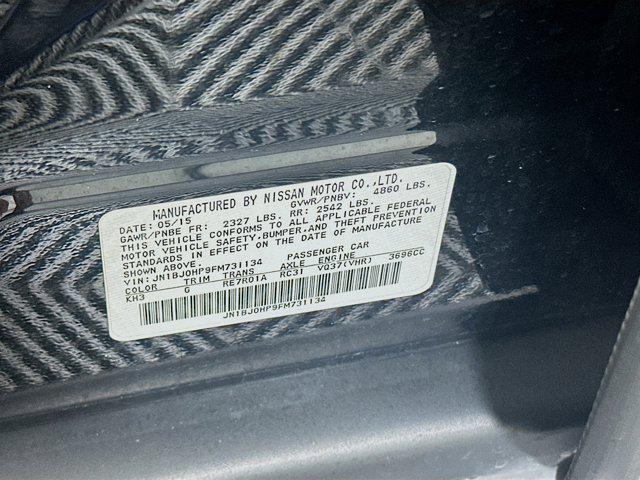 MANUFACTURED BY NISSAN MOTOR CO.,LTD.
DATE: 05/15 GVWR/PNBV: 4860 LBS.
GAWR/PNBE FR: 2327 LBS. RR: 2542 LBS.
THIS VEHICLE CONFORMS TO ALL APPLICABLE FEDERAL
MOTOR VEHICLE SAFETY,BUMPER,AND THEFT PREVENTION
STANDARDS IN EFFECT ON THE DATE OF MANUFACTURE
SHOWN ABOVE.
VIN: JN1BJ0HP9FM731134 PASSENGER CAR
COLOR TRIM TRANS AXLE ENGINE
KH3 G RE7R01A RC31 VQ37(VHR) 3696CC
JN1BJ0HP9FM731134